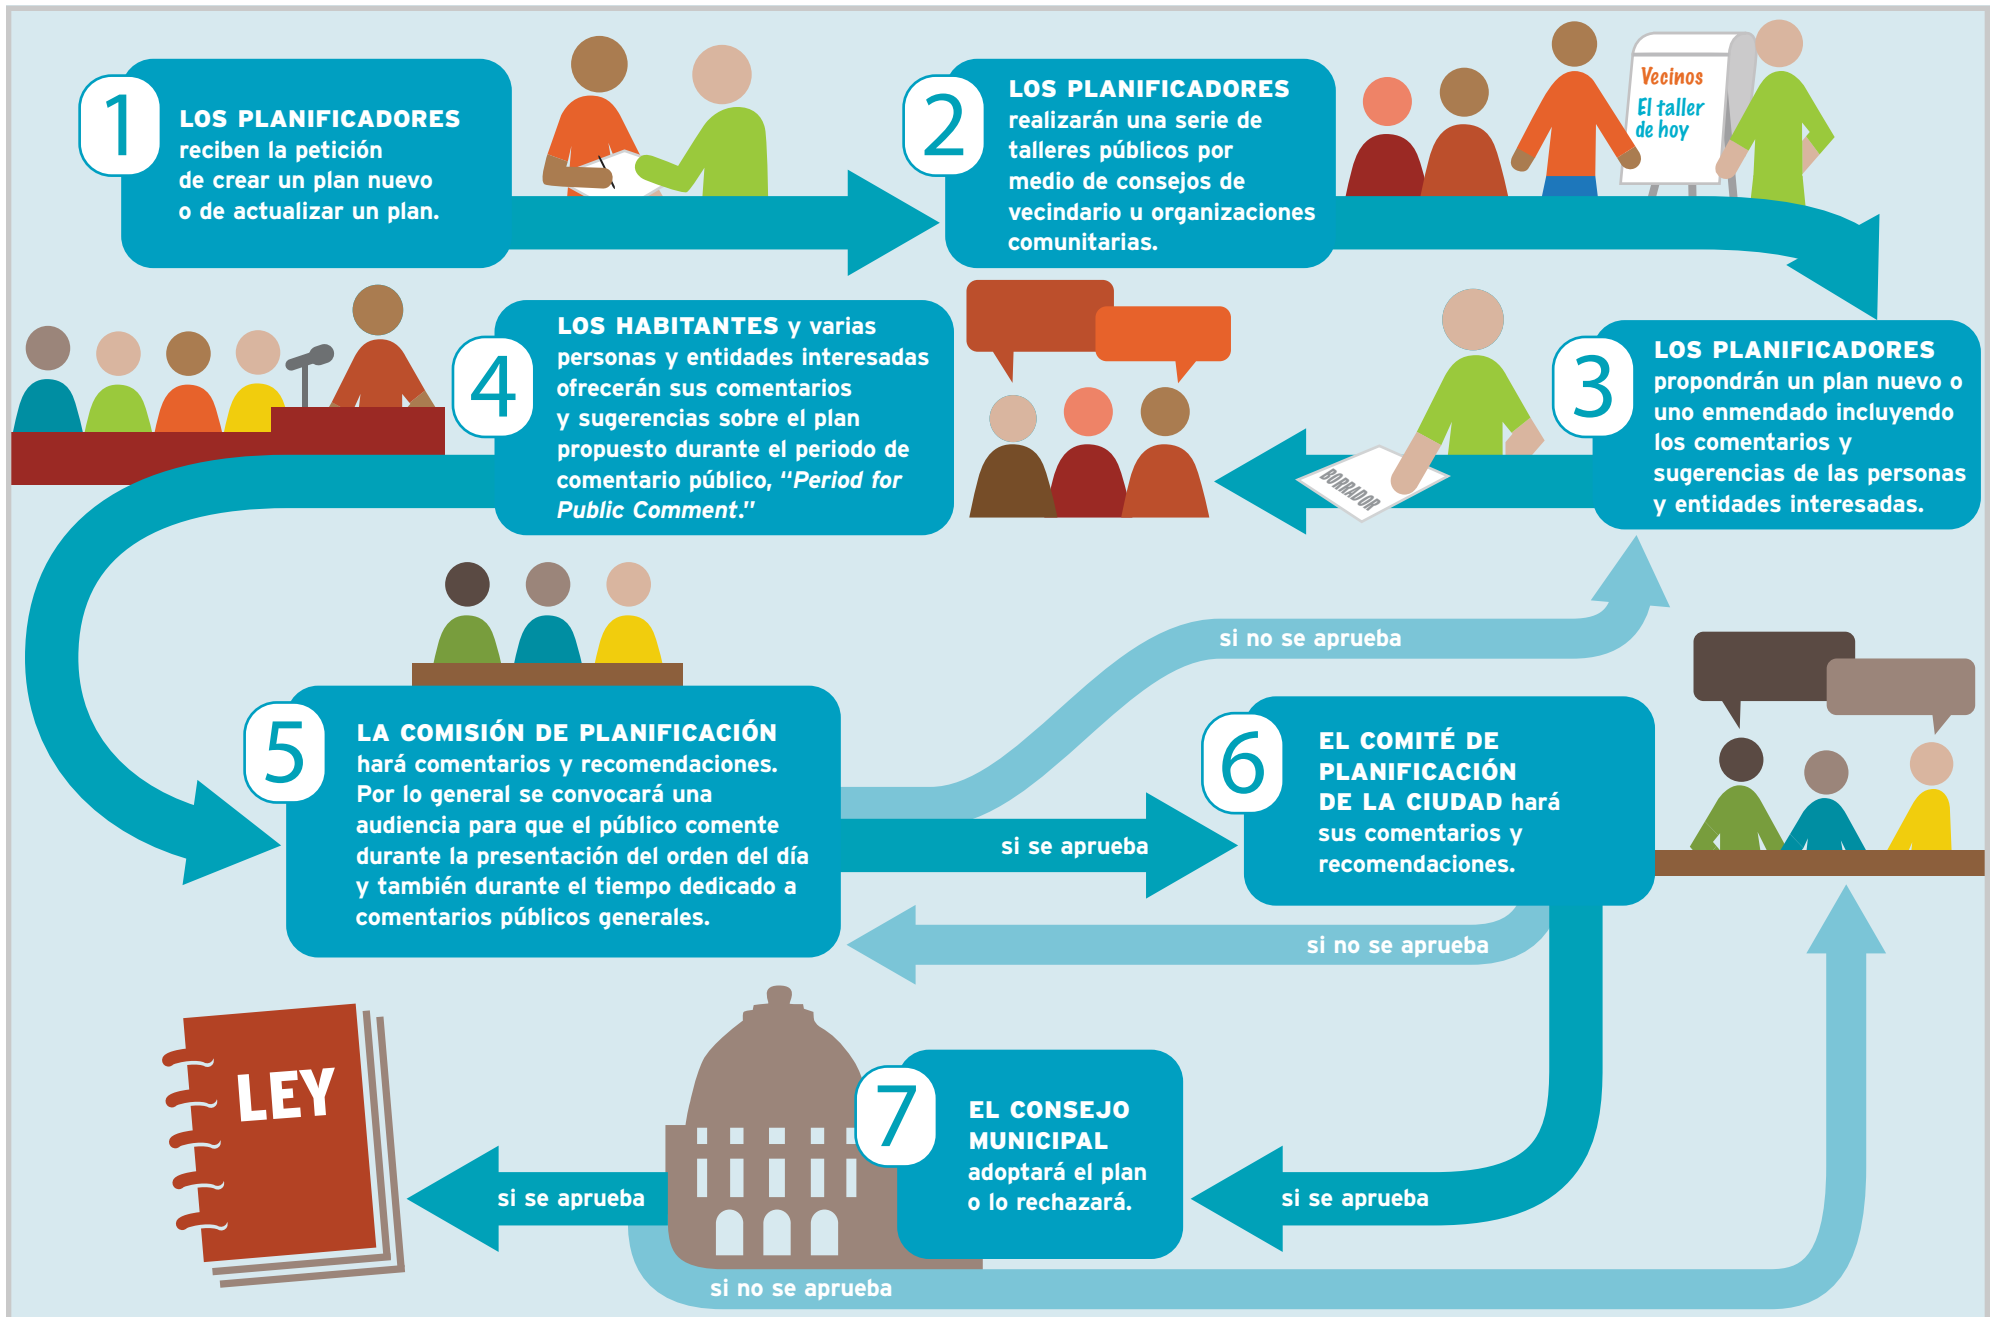 1
LOS PLANIFICADORES
reciben la petición
de crear un plan nuevo
o de actualizar un plan.
2
LOS PLANIFICADORES
realizarán una serie de
talleres públicos por
medio de consejos de
vecindario u organizaciones
comunitarias.
Vecinos
El taller
de hoy
3
LOS PLANIFICADORES
propondrán un plan nuevo o
uno enmendado incluyendo
los comentarios y
sugerencias de las personas
y entidades interesadas.
BORRADOR
4
LOS HABITANTES y varias
personas y entidades interesadas
ofrecerán sus comentarios
y sugerencias sobre el plan
propuesto durante el periodo de
comentario público, “Period for
Public Comment.”
5
LA COMISIÓN DE PLANIFICACIÓN
hará comentarios y recomendaciones.
Por lo general se convocará una
audiencia para que el público comente
durante la presentación del orden del día
y también durante el tiempo dedicado a
comentarios públicos generales.
si no se aprueba
si se aprueba
6
EL COMITÉ DE
PLANIFICACIÓN
DE LA CIUDAD hará
sus comentarios y
recomendaciones.
si no se aprueba
si se aprueba
7
EL CONSEJO
MUNICIPAL
adoptará el plan
o lo rechazará.
si se aprueba
si no se aprueba
LEY